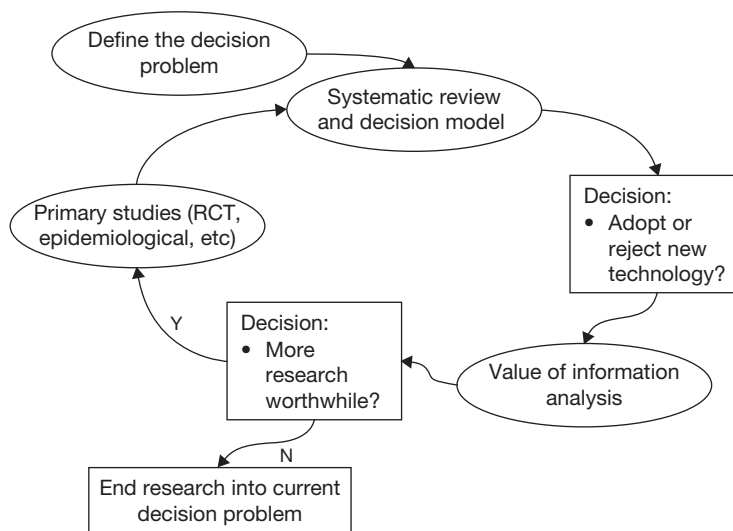 Define the decision
problem
Systematic review
and decision model
Decision:
• Adopt or
reject new
technology?
Value of information
analysis
Decision:
• More
research
worthwhile?
Y
Primary studies (RCT,
epidemiological, etc)
N
End research into current
decision problem